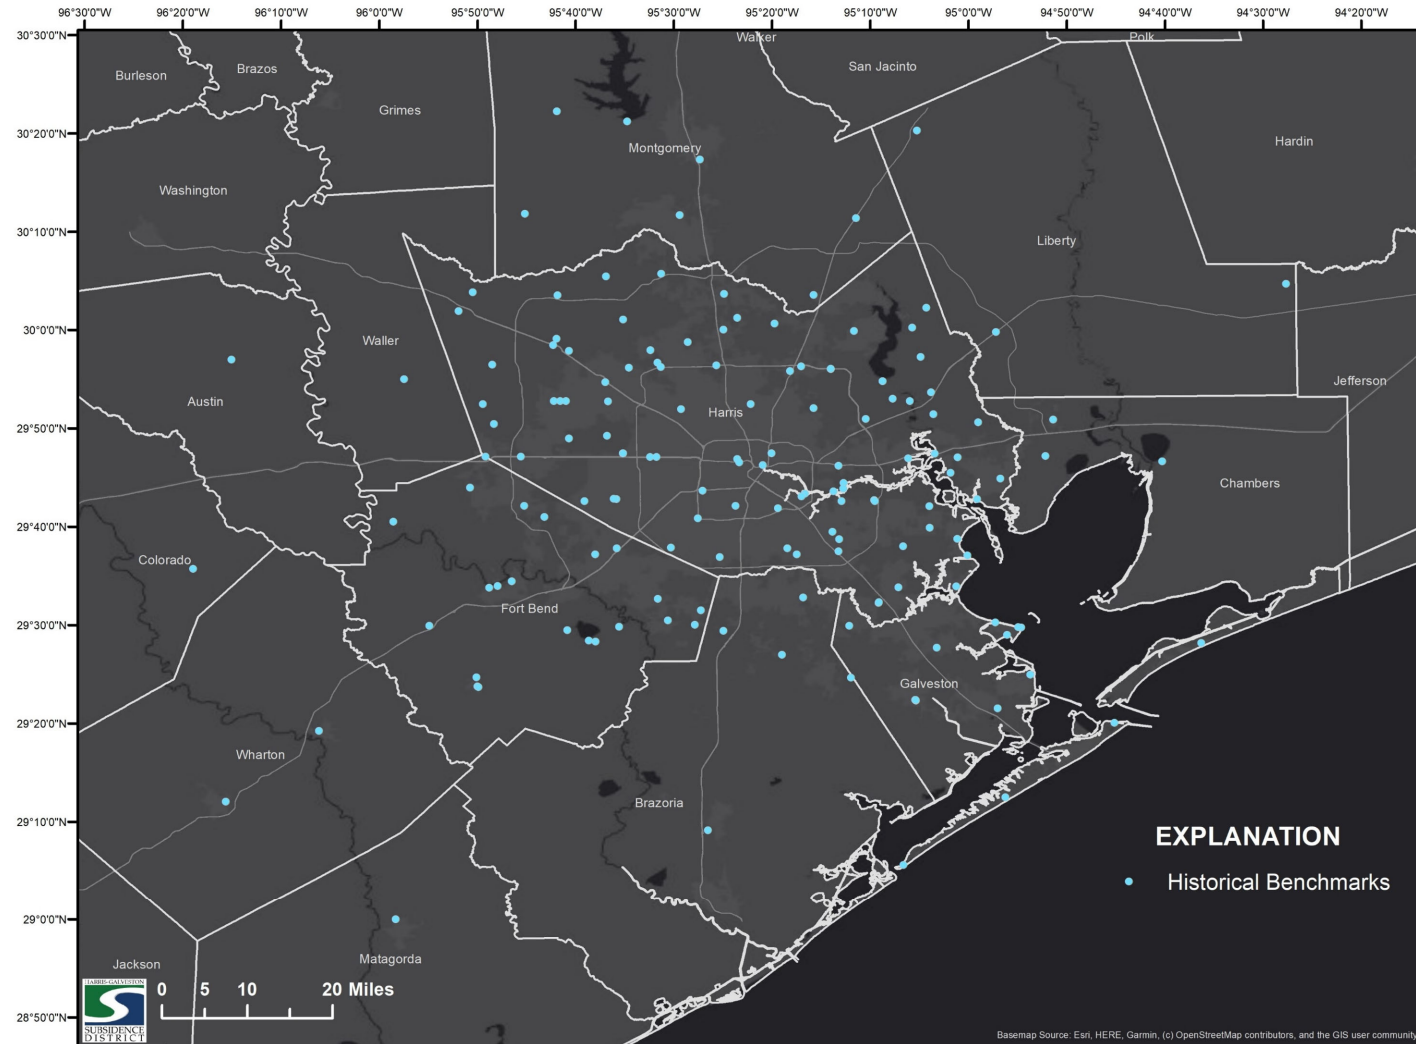 96°30'0"W 96°20'0"W 96°10'0"W 96°0'0"W 95°50'0"W 95°40'0"W 95°30'0"W 95°20'0"W 95°10'0"W 95°0'0"W 94°50'0"W 94°40'0"W 94°30'0"W 94°20'0"W
30°30'0"N
Walker
Polk
San Jacinto
Brazos
Burleson
Grimes
30°20'0"N
Hardin
Montgomery
Washington
30°10'0"N
Liberty
30°0'0"N
Waller
Jefferson
Austin
Harris
29°50'0"N
Chambers
29°40'0"N
Colorado
Fort Bend
29°30'0"N
Galveston
29°20'0"N
Wharton
Brazoria
29°10'0"N
EXPLANATION
Historical Benchmarks
29°0'0"N
Matagorda
Jackson
HARRIS-GALVESTON
SUBSIDENCE
DISTRICT
0 5 10 20 Miles
28°50'0"N
Basemap Source: Esri, HERE, Garmin, (c) OpenStreetMap contributors, and the GIS user community